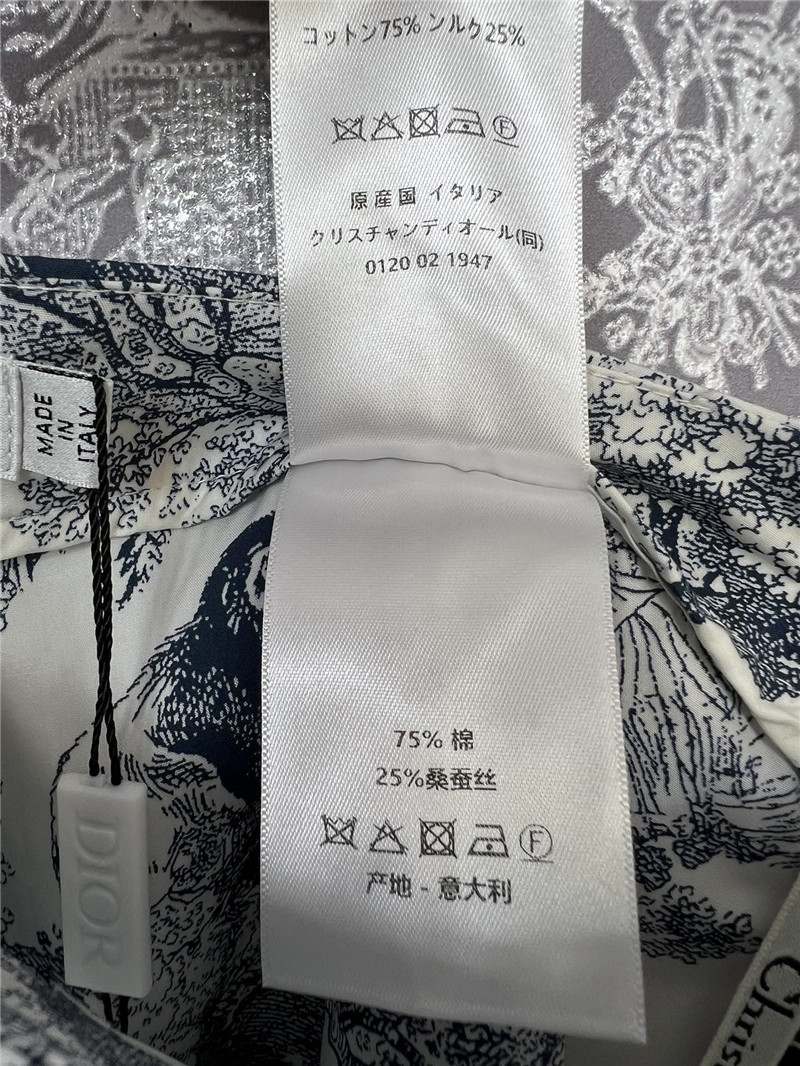 コットン75% ンルク25%
F
原産国 イタリア
クリスチャンディオール(同)
0120 02 1947
MADE
IN
ITALY
75% 棉
25%桑蚕丝
F
产地 - 意大利
DIOR
Chris